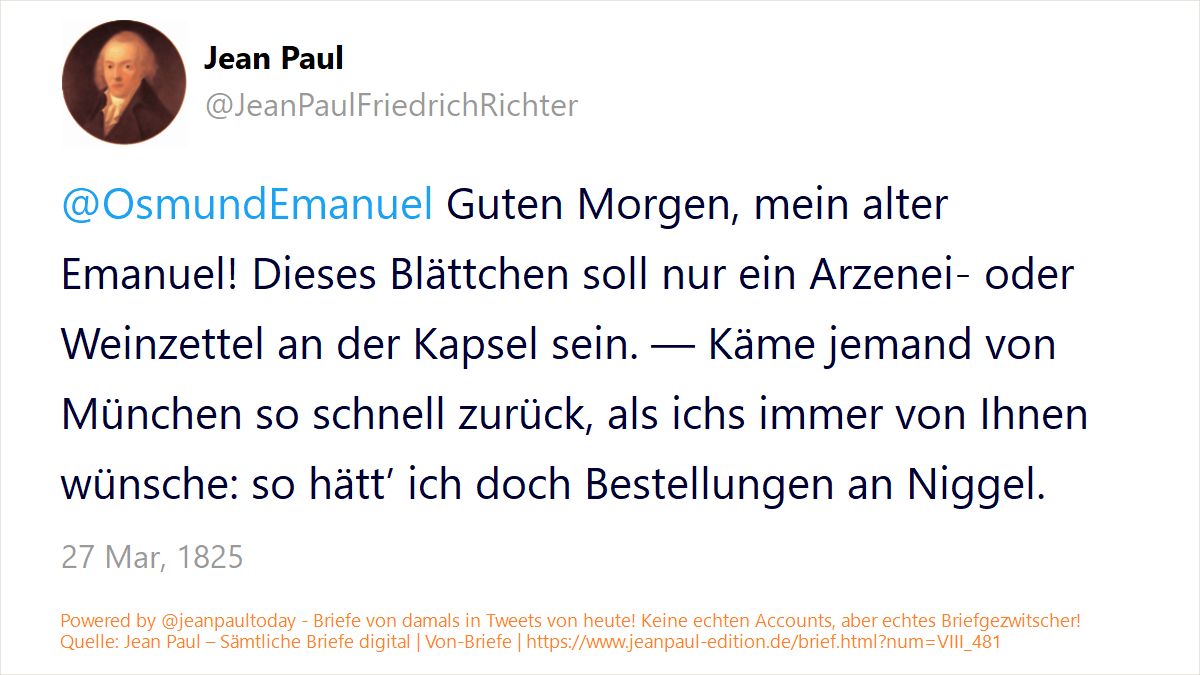 Jean Paul
@JeanPaulFriedrichRichter
@OsmundEmanuel Guten Morgen, mein alter
Emanuel! Dieses Blättchen soll nur ein Arzenei- oder
Weinzettel an der Kapsel sein. — Käme jemand von
München so schnell zurück, als ichs immer von Ihnen
wünsche: so hätt’ ich doch Bestellungen an Niggel.
27 Mar, 1825
Powered by @jeanpaultoday - Briefe von damals in Tweets von heute! Keine echten Accounts, aber echtes Briefgezwitscher!
Quelle: Jean Paul – Sämtliche Briefe digital | Von-Briefe | https://www.jeanpaul-edition.de/brief.html?num=VIII_481